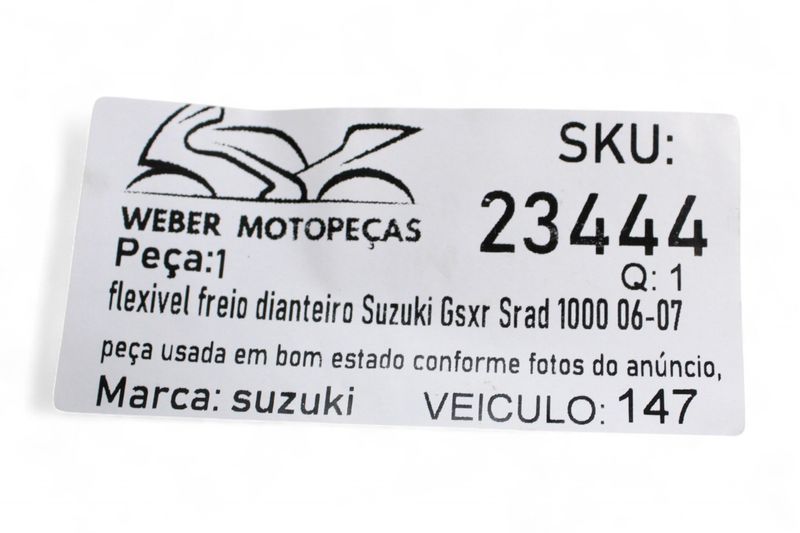 WEBER MOTOPEÇAS
SKU:
23444
Peça:1
Q: 1
flexivel freio dianteiro Suzuki Gsxr Srad 1000 06-07
peça usada em bom estado conforme fotos do anúncio,
Marca: suzuki
VEICULO: 147